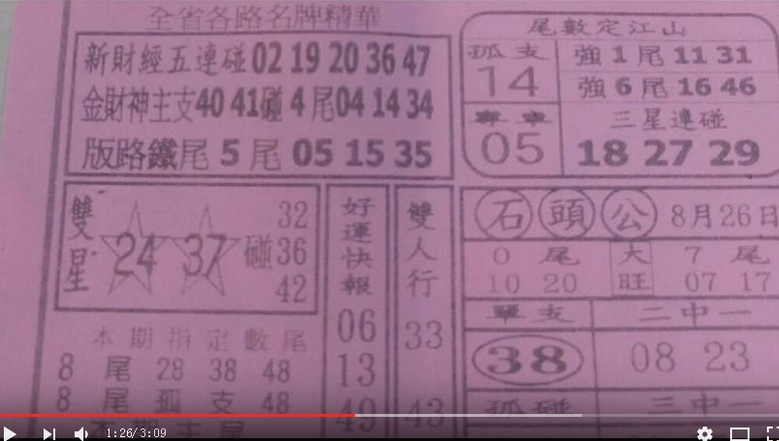 全省各路名牌精華
新財經五連碰 02 19 20 36 47
金財神主支 40 41 碰 4 尾 04 14 34
版路鐵尾 5 尾 05 15 35
尾數定江山
孤支
14
強 1 尾 11 31
強 6 尾 16 46
05
三星連碰
18 27 29
雙星
24 37 碰
32
36
42
本期指定數尾
8 尾 28 38 48
8 尾 孤支 48
好運快報
06
13
49
雙人行
33
43
石頭公 8月26日
0 尾 大 7 尾
10 20 旺 07 17
單支 二中一
38 08 23
孤碰 三中一
1:26/3:09